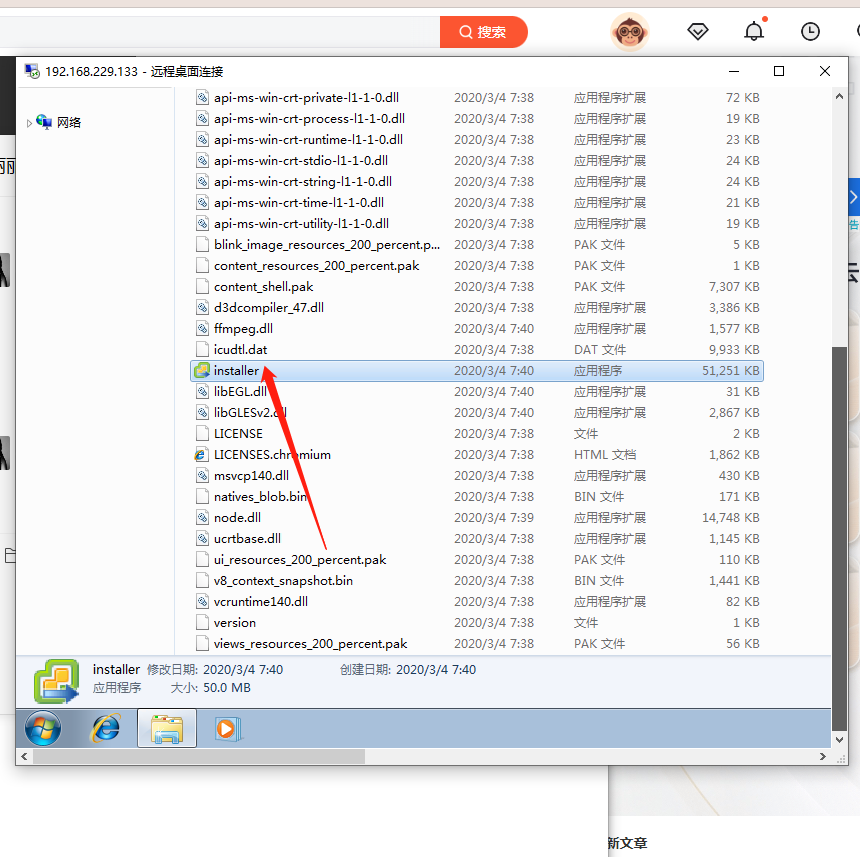 搜索
192.168.229.133 - 远程桌面连接
网络
api-ms-win-crt-private-l1-1-0.dll 2020/3/4 7:38 应用程序扩展 72 KB
api-ms-win-crt-process-l1-1-0.dll 2020/3/4 7:38 应用程序扩展 19 KB
api-ms-win-crt-runtime-l1-1-0.dll 2020/3/4 7:38 应用程序扩展 23 KB
api-ms-win-crt-stdio-l1-1-0.dll 2020/3/4 7:38 应用程序扩展 24 KB
api-ms-win-crt-string-l1-1-0.dll 2020/3/4 7:38 应用程序扩展 24 KB
api-ms-win-crt-time-l1-1-0.dll 2020/3/4 7:38 应用程序扩展 21 KB
api-ms-win-crt-utility-l1-1-0.dll 2020/3/4 7:38 应用程序扩展 19 KB
blink_image_resources_200_percent.p... 2020/3/4 7:38 PAK 文件 5 KB
content_resources_200_percent.pak 2020/3/4 7:38 PAK 文件 1 KB
content_shell.pak 2020/3/4 7:38 PAK 文件 7,307 KB
d3dcompiler_47.dll 2020/3/4 7:38 应用程序扩展 3,386 KB
ffmpeg.dll 2020/3/4 7:40 应用程序扩展 1,577 KB
icudtl.dat 2020/3/4 7:38 DAT 文件 9,933 KB
installer 2020/3/4 7:40 应用程序 51,251 KB
libEGL.dll 2020/3/4 7:40 应用程序扩展 31 KB
libGLESv2.dll 2020/3/4 7:40 应用程序扩展 2,867 KB
LICENSE 2020/3/4 7:38 文件 2 KB
LICENSES.chromium 2020/3/4 7:38 HTML 文档 1,862 KB
msvcp140.dll 2020/3/4 7:38 应用程序扩展 430 KB
natives_blob.bin 2020/3/4 7:38 BIN 文件 171 KB
node.dll 2020/3/4 7:39 应用程序扩展 14,748 KB
ucrtbase.dll 2020/3/4 7:38 应用程序扩展 1,145 KB
ui_resources_200_percent.pak 2020/3/4 7:38 PAK 文件 110 KB
v8_context_snapshot.bin 2020/3/4 7:38 BIN 文件 1,441 KB
vcruntime140.dll 2020/3/4 7:38 应用程序扩展 82 KB
version 2020/3/4 7:38 文件 1 KB
views_resources_200_percent.pak 2020/3/4 7:38 PAK 文件 56 KB
installer 修改日期: 2020/3/4 7:40 创建日期: 2020/3/4 7:40
应用程序 大小: 50.0 MB
新文章